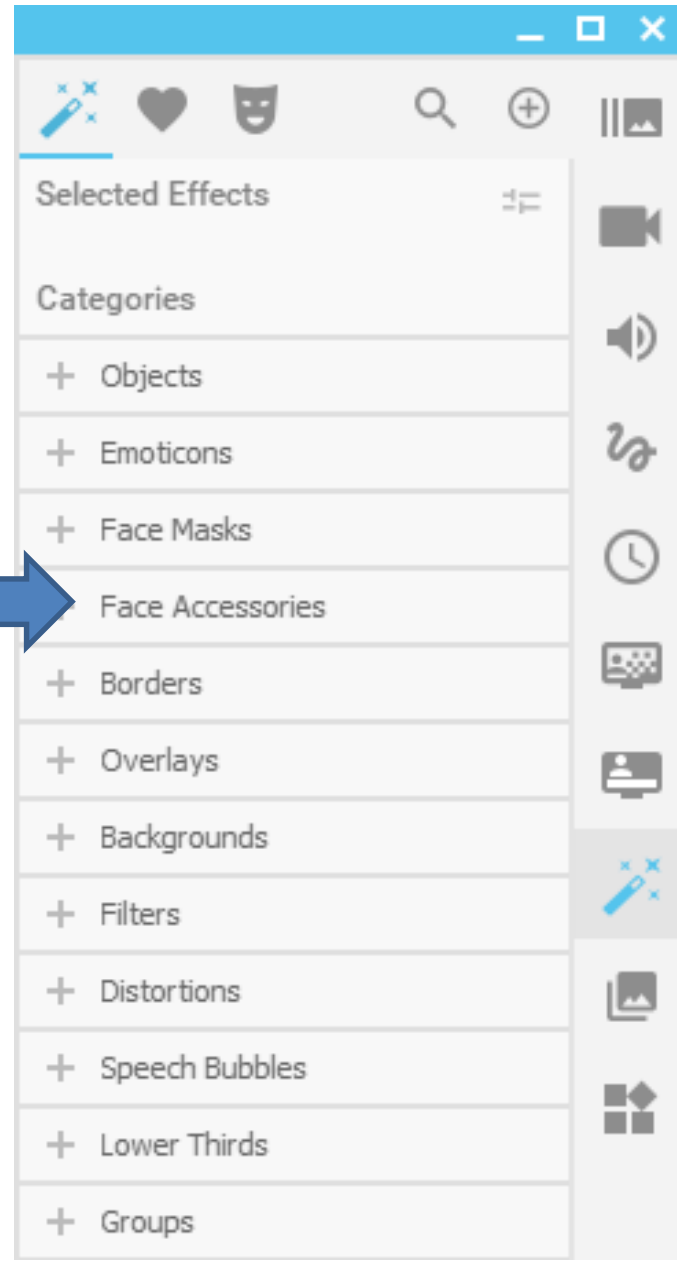 Selected Effects
Categories
Objects
Emoticons
Face Masks
Face Accessories
Borders
Overlays
Backgrounds
Filters
Distortions
Speech Bubbles
Lower Thirds
Groups